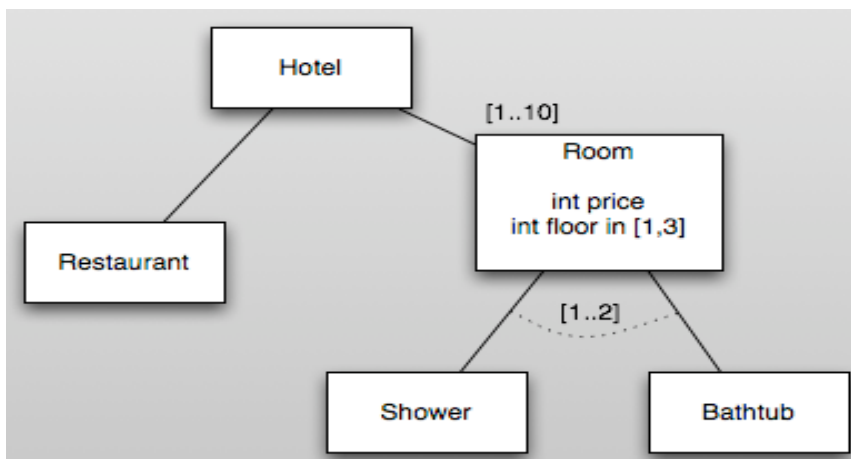 Hotel
[1..10]
Room
int price
int floor in [1,3]
Restaurant
[1..2]
Shower
Bathtub